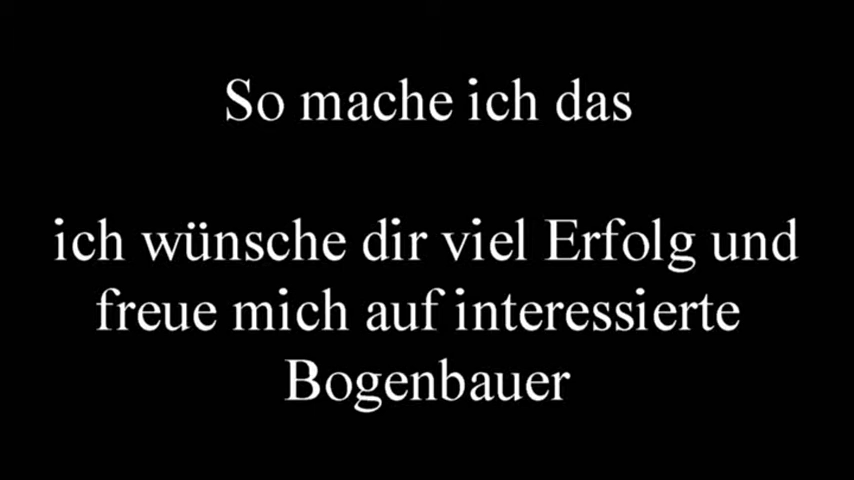 So mache ich das
ich wünsche dir viel Erfolg und
freue mich auf interessierte
Bogenbauer